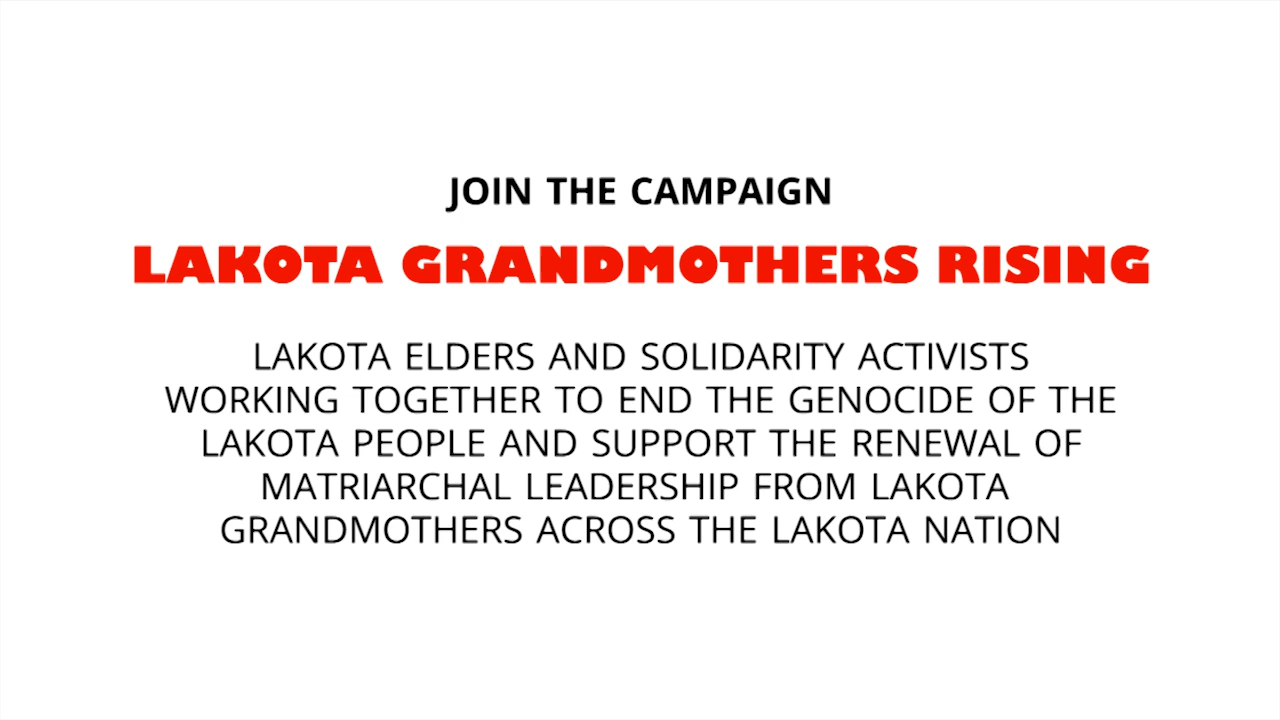 JOIN THE CAMPAIGN
LAKOTA GRANDMOTHERS RISING
LAKOTA ELDERS AND SOLIDARITY ACTIVISTS
WORKING TOGETHER TO END THE GENOCIDE OF THE
LAKOTA PEOPLE AND SUPPORT THE RENEWAL OF
MATRIARCHAL LEADERSHIP FROM LAKOTA
GRANDMOTHERS ACROSS THE LAKOTA NATION